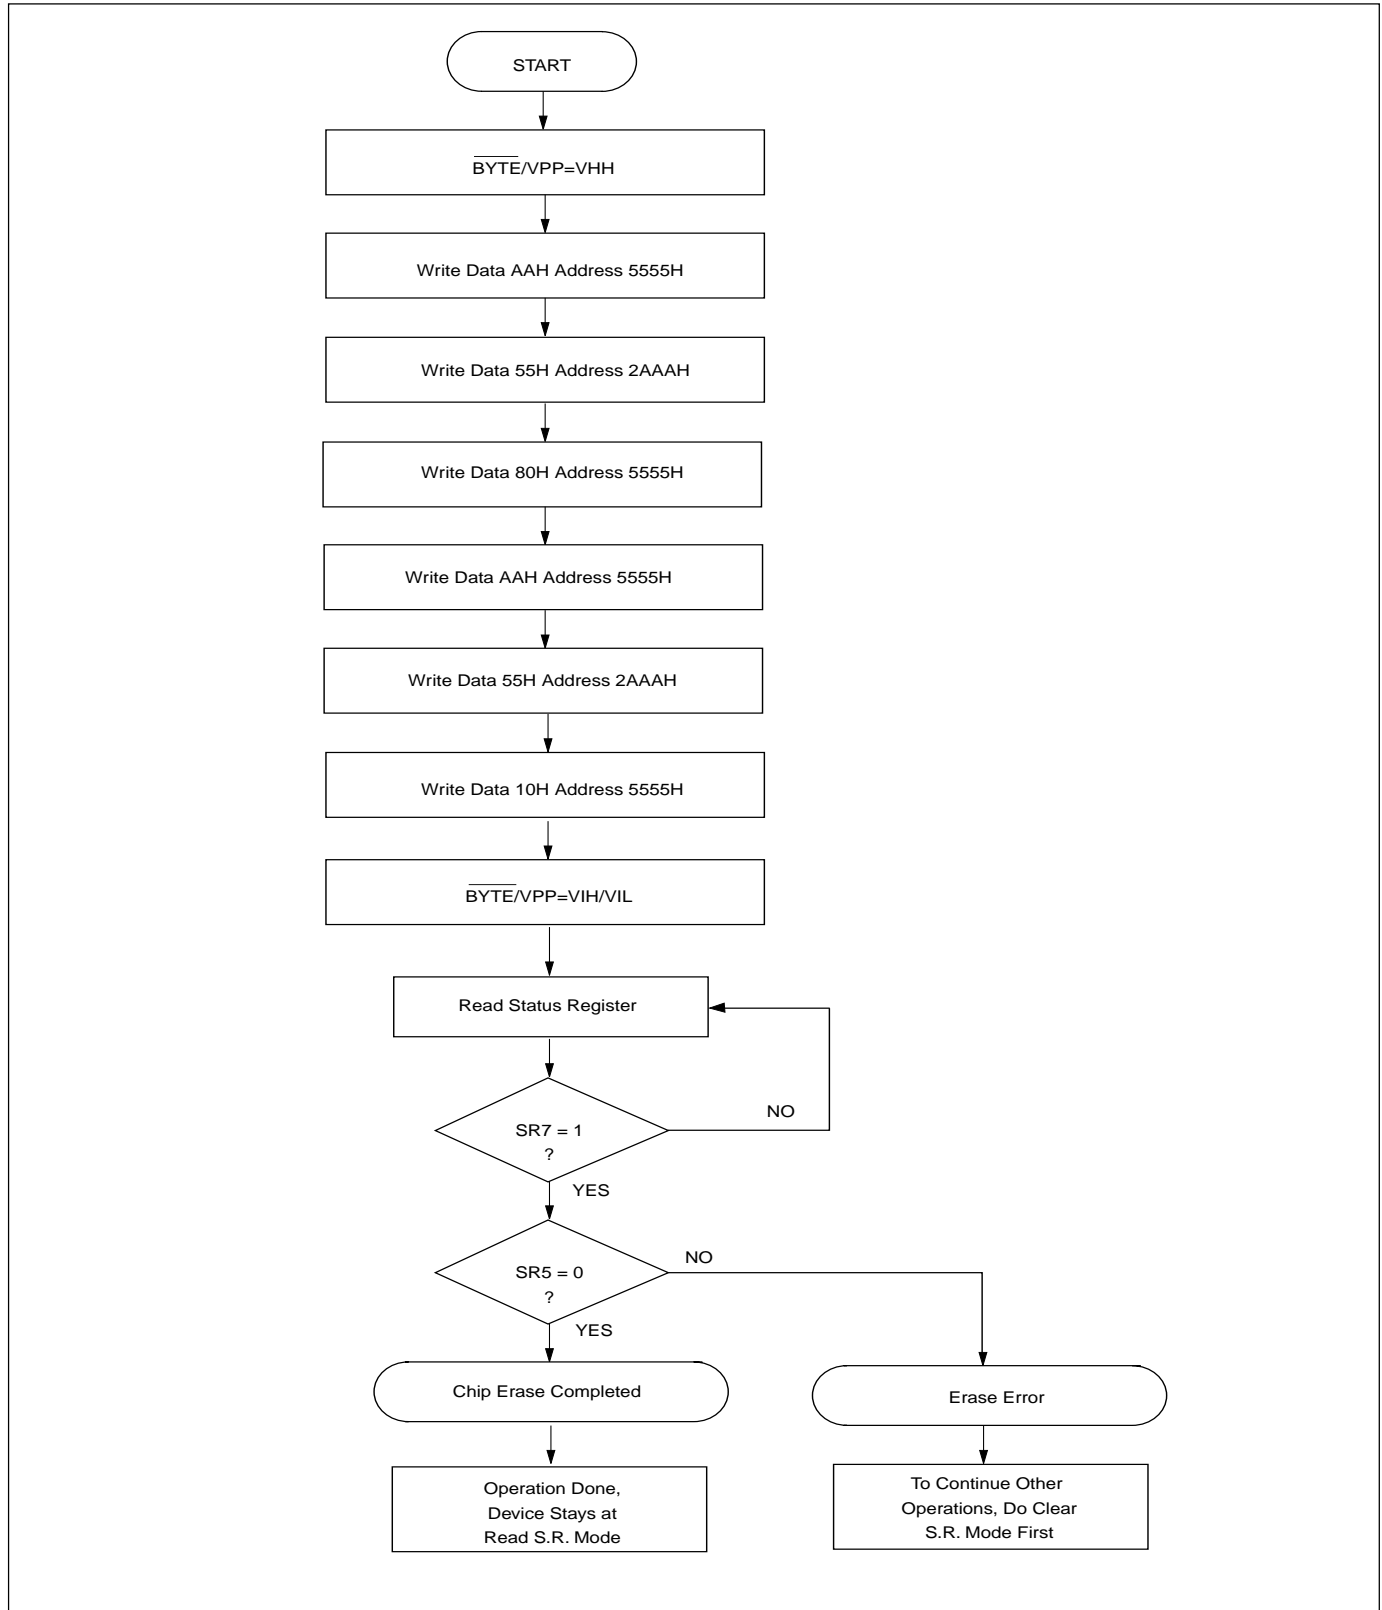 START
BYTE/VPP=VHH
Write Data AAH Address 5555H
Write Data 55H Address 2AAAH
Write Data 80H Address 5555H
Write Data AAH Address 5555H
Write Data 55H Address 2AAAH
Write Data 10H Address 5555H
BYTE/VPP=VIH/VIL
Read Status Register
NO
SR7 = 1
?
YES
NO
SR5 = 0
?
YES
Chip Erase Completed
Erase Error
Operation Done,
Device Stays at
Read S.R. Mode
To Continue Other
Operations, Do Clear
S.R. Mode First